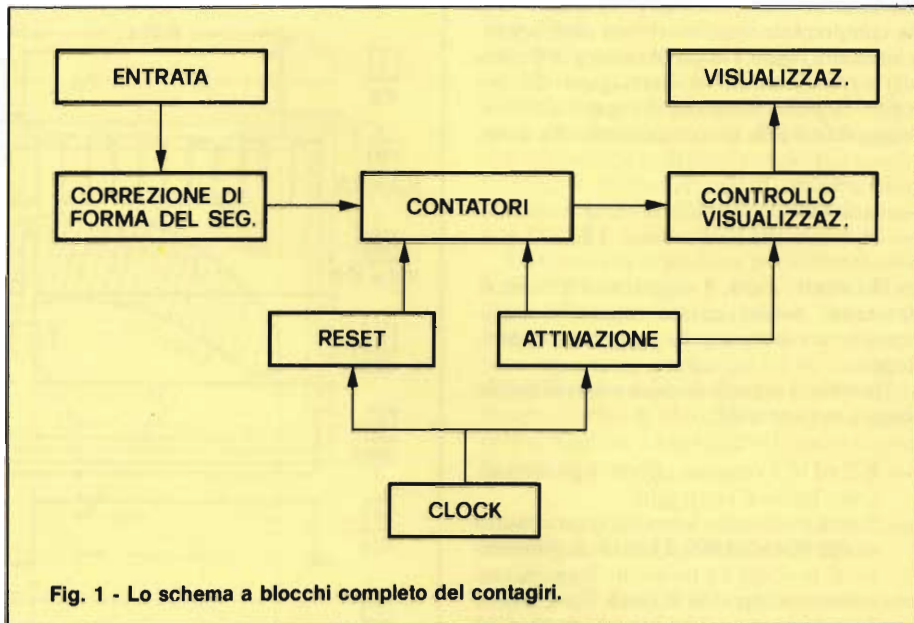 ENTRATA
VISUALIZZAZ.
CORREZIONE DI
FORMA DEL SEG.
CONTATORI
CONTROLLO
VISUALIZZAZ.
RESET
ATTIVAZIONE
CLOCK
Fig. 1 - Lo schema a blocchi completo del contagiri.